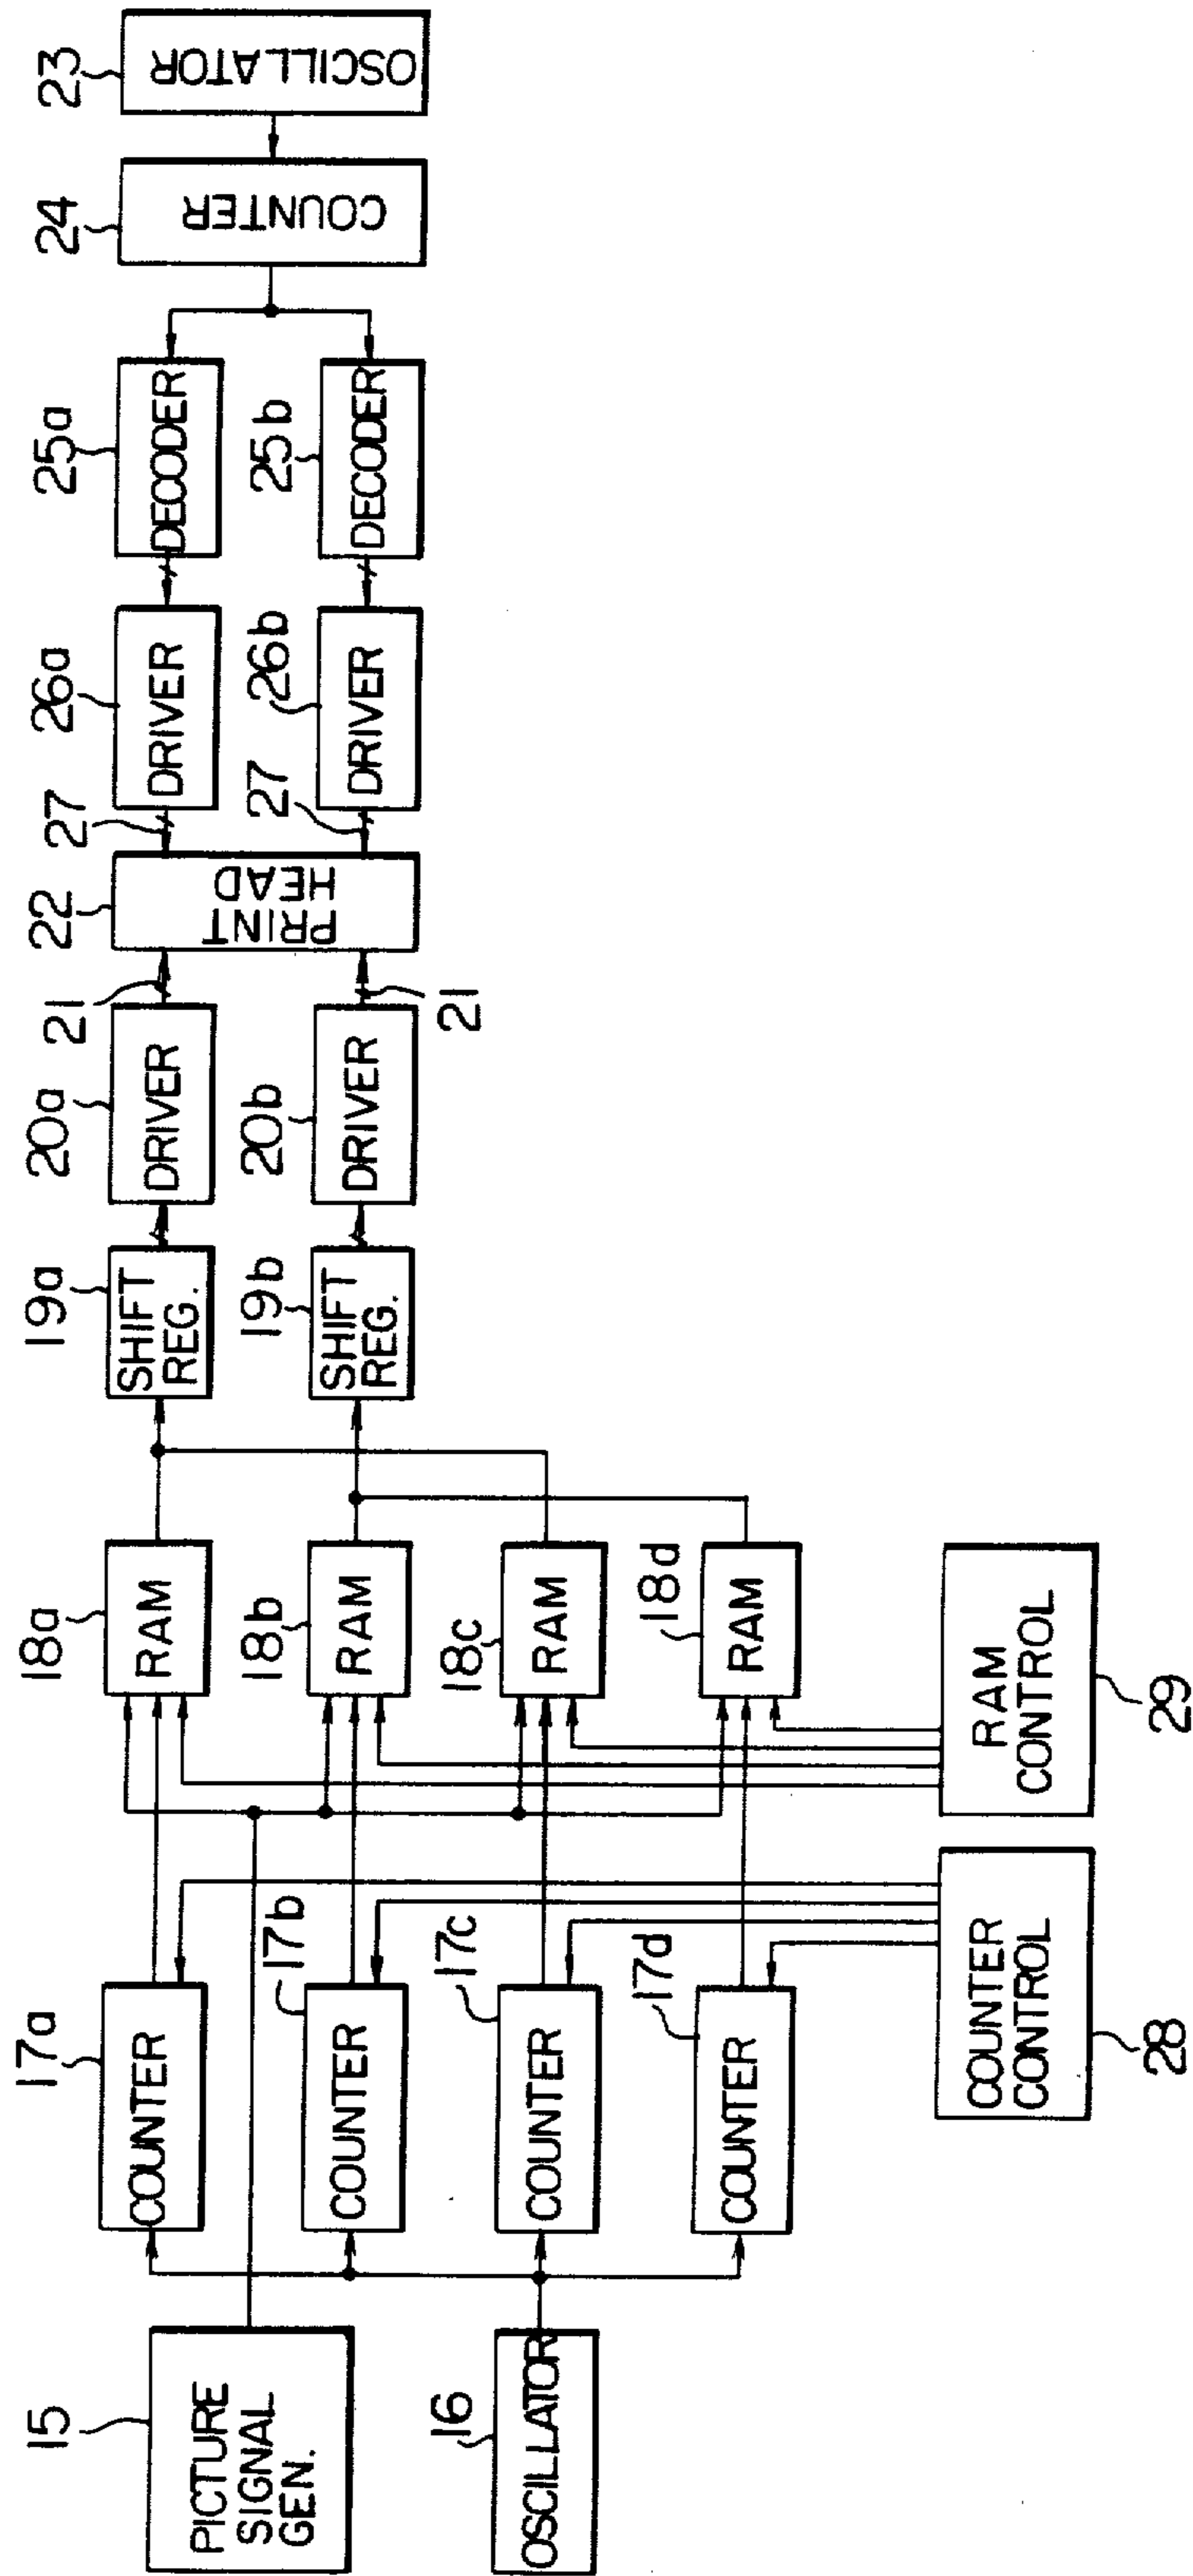 15
PICTURE
SIGNAL
GEN.
16
OSCILLATOR
17a
COUNTER
17b
COUNTER
17c
COUNTER
17d
COUNTER
28
COUNTER
CONTROL
29
RAM
CONTROL
18a
RAM
18b
RAM
18c
RAM
18d
RAM
19a
SHIFT
REG.
19b
SHIFT
REG.
20a
DRIVER
20b
DRIVER
21
21
22
PRINT
HEAD
27
27
26a
DRIVER
26b
DRIVER
25a
DECODER
25b
DECODER
24
COUNTER
23
OSCILLATOR